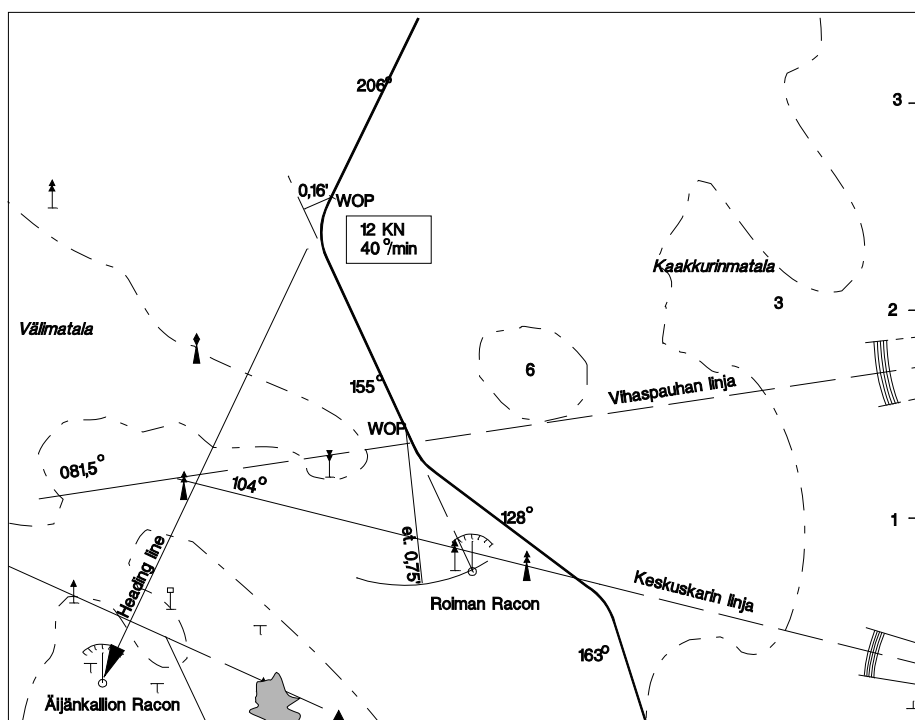 206°
3
0,16'
WOP
12 KN
40 °/min
Kaakkurinmatala
3
2
Välimatala
6
155°
Vihaspauhan linja
WOP
081,5°
104°
128°
1
et. 0,75'
Heading line
Roiman Racon
Keskuskarin linja
163°
Äijänkallion Racon